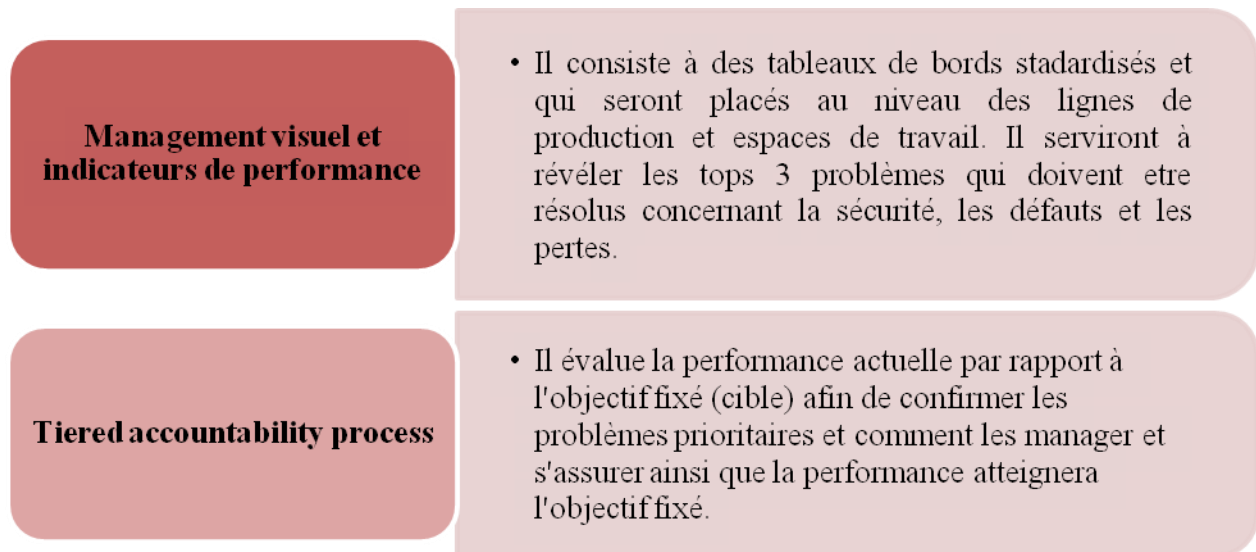 Management visuel et
indicateurs de performance
• Il consiste à des tableaux de bords stadardisés et
qui seront placés au niveau des lignes de
production et espaces de travail. Il serviront à
révéler les tops 3 problèmes qui doivent etre
résolus concernant la sécurité, les défauts et les
pertes.
Tiered accountability process
• Il évalue la performance actuelle par rapport à
l'objectif fixé (cible) afin de confirmer les
problèmes prioritaires et comment les manager et
s'assurer ainsi que la performance atteignera
l'objectif fixé.